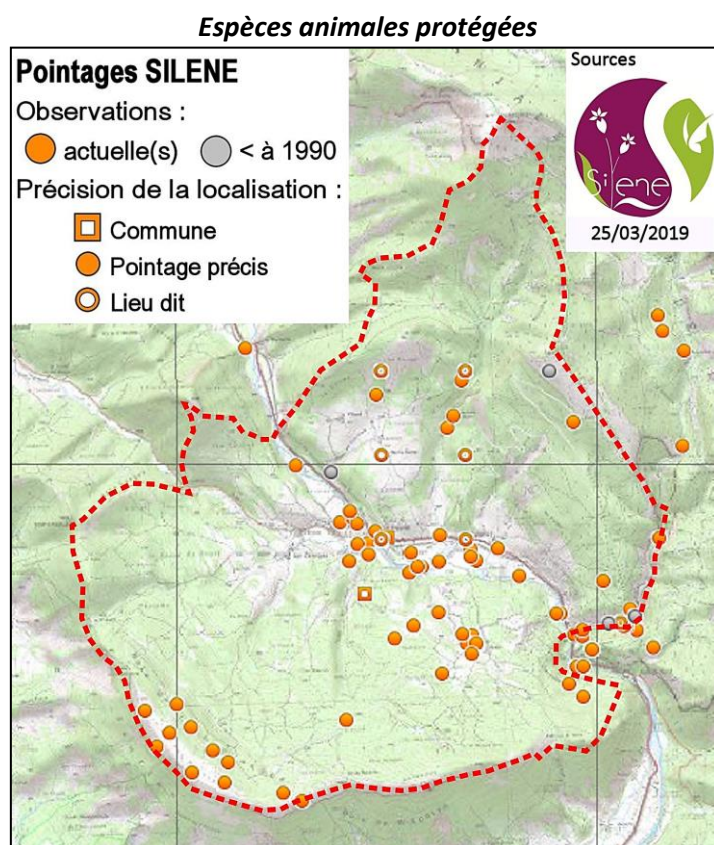 Espèces animales protégées
Pointages SILENE
Observations :
actuelle(s) < à 1990
Précision de la localisation :
Commune
Pointage précis
Lieu dit
Sources
Silene
25/03/2019